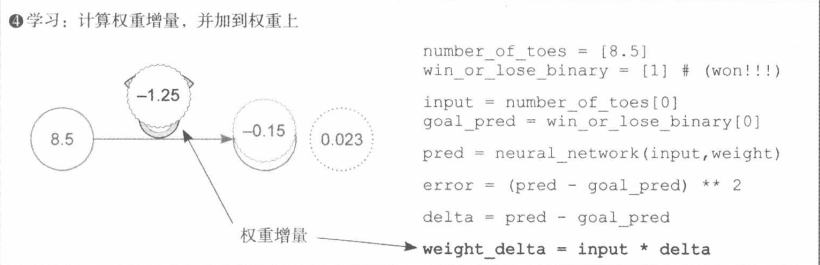 ❹学习：计算权重增量，并加到权重上
8.5
–1.25
–0.15
0.023
权重增量
number_of_toes = [8.5]
win_or_lose_binary = [1] # (won!!!)
input = number_of_toes[0]
goal_pred = win_or_lose_binary[0]
pred = neural_network(input,weight)
error = (pred - goal_pred) ** 2
delta = pred - goal_pred
weight_delta = input * delta